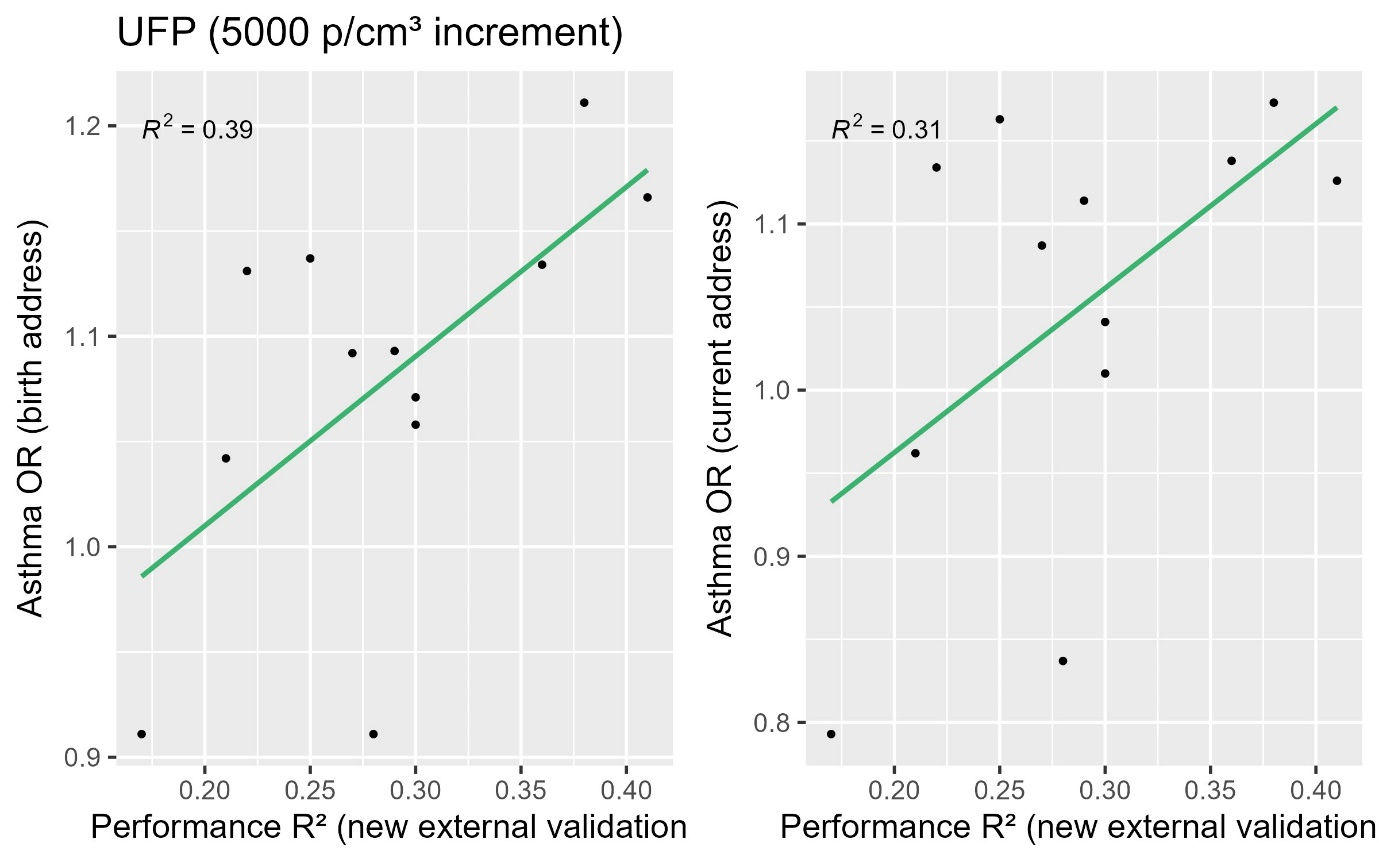 UFP (5000 p/cm³ increment)
Asthma OR (birth address)
1.2
1.1
1.0
0.9
R² = 0.39
0.20 0.25 0.30 0.35 0.40
Performance R² (new external validation
Asthma OR (current address)
1.1
1.0
0.9
0.8
R² = 0.31
0.20 0.25 0.30 0.35 0.40
Performance R² (new external validation